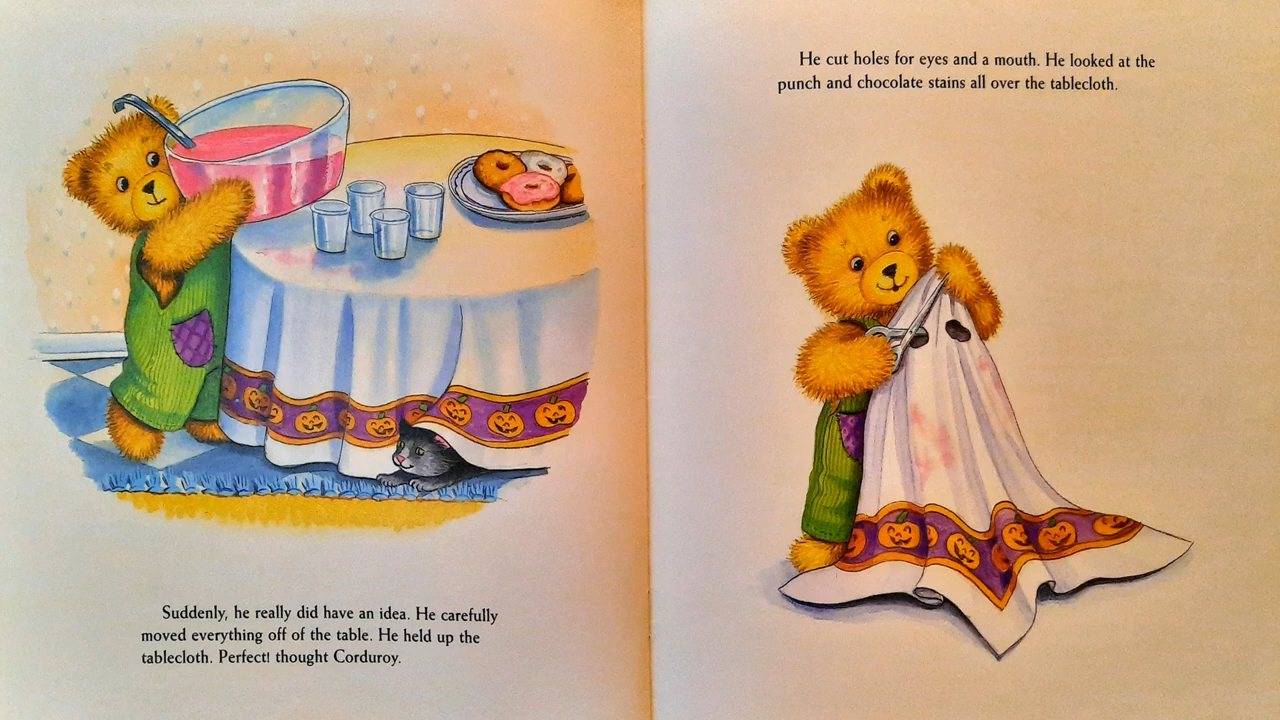 Suddenly, he really did have an idea. He carefully
moved everything off of the table. He held up the
tablecloth. Perfect! thought Corduroy.
He cut holes for eyes and a mouth. He looked at the
punch and chocolate stains all over the tablecloth.